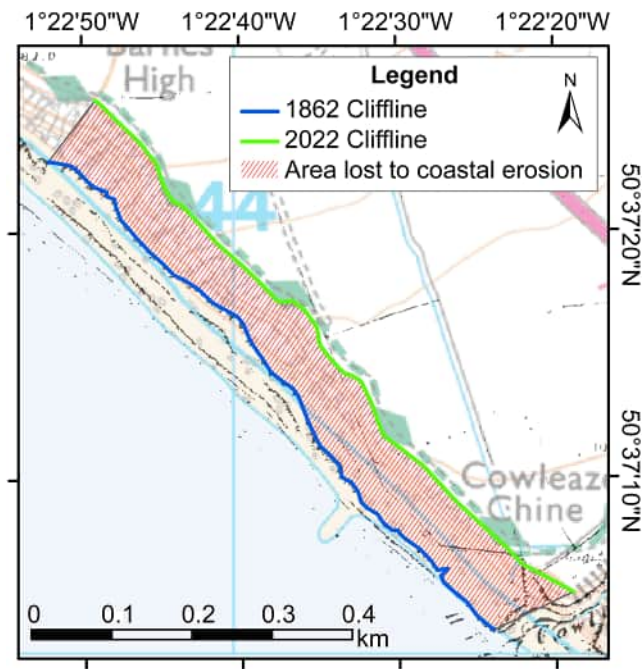 1°22'50"W 1°22'40"W 1°22'30"W 1°22'20"W
Barnes
High
Legend
1862 Cliffline
2022 Cliffline
Area lost to coastal erosion
N
44
50°37'20"N
50°37'10"N
Cowleaze
Chine
0 0.1 0.2 0.3 0.4
km